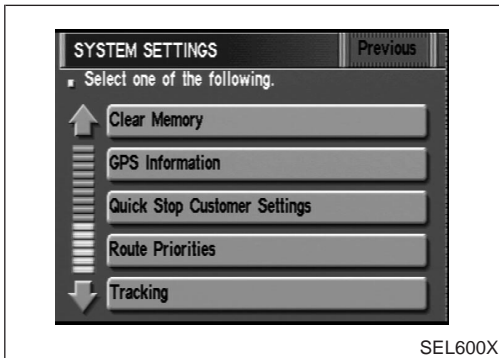 SYSTEM SETTINGS Previous
Select one of the following.
Clear Memory
GPS Information
Quick Stop Customer Settings
Route Priorities
Tracking
SEL600X